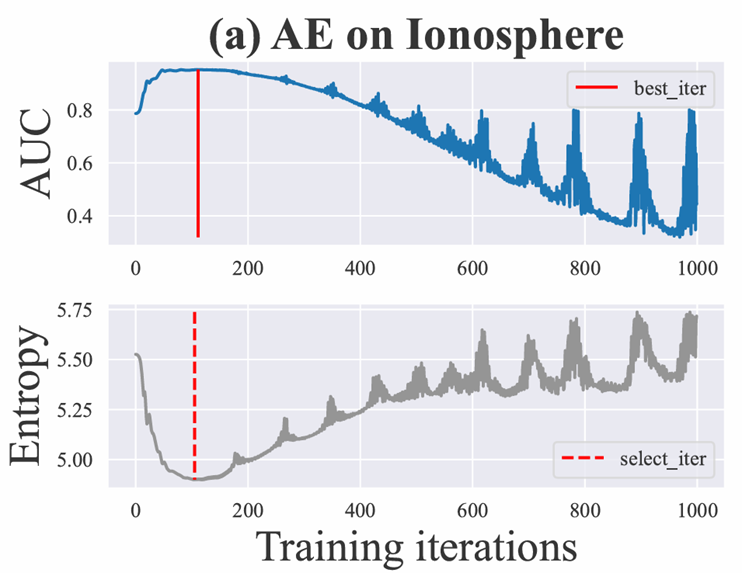 (a) AE on Ionosphere
AUC
0.8
0.6
0.4
best_iter
0 200 400 600 800 1000
Entropy
5.75
5.50
5.25
5.00
select_iter
0 200 400 600 800 1000
Training iterations